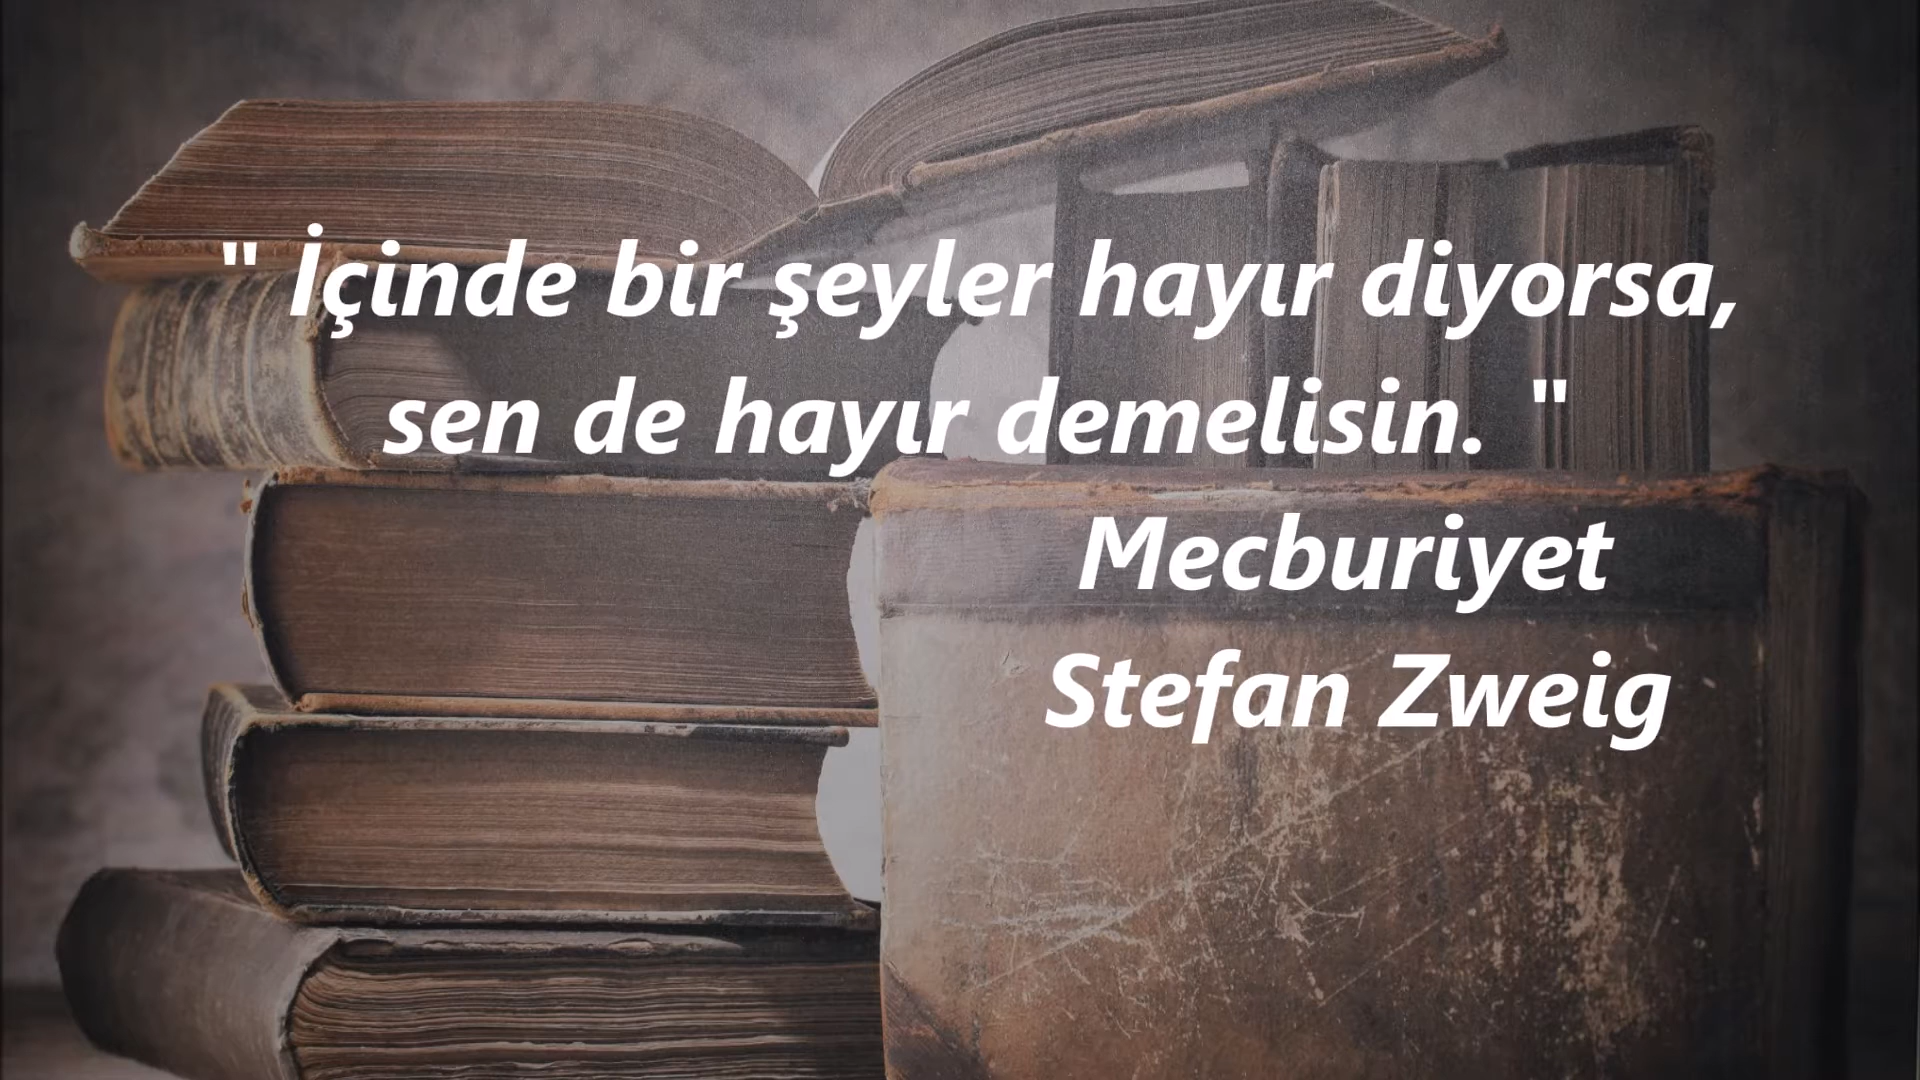 " İçinde bir şeyler hayır diyorsa,
sen de hayır demelisin. "
Mecburiyet
Stefan Zweig